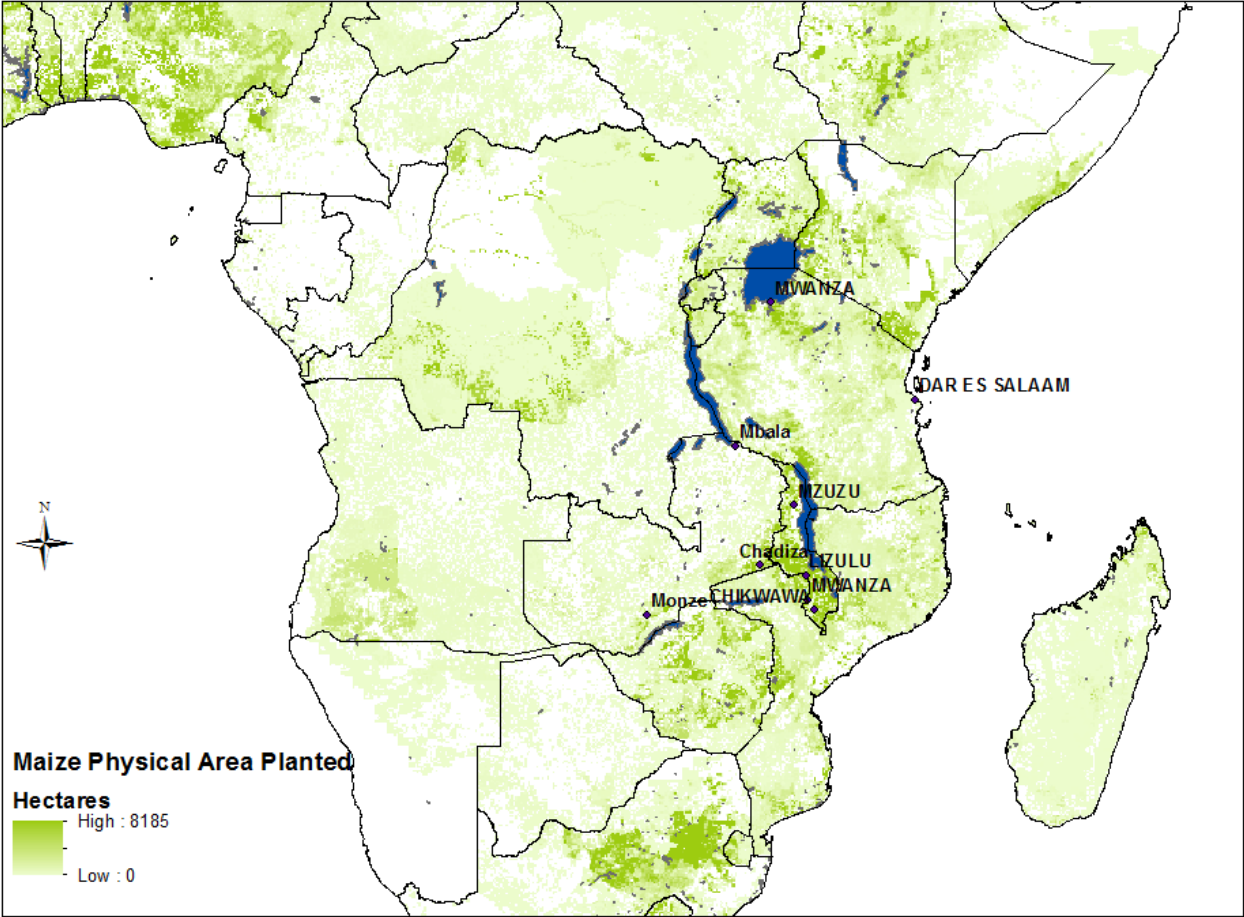 MWANZA
DAR ES SALAAM
Mbala
N
MZUZU
Chadiza
LIZULU
MWANZA
CHIKWAWA
Monze
Maize Physical Area Planted
Hectares
High : 8185
Low : 0